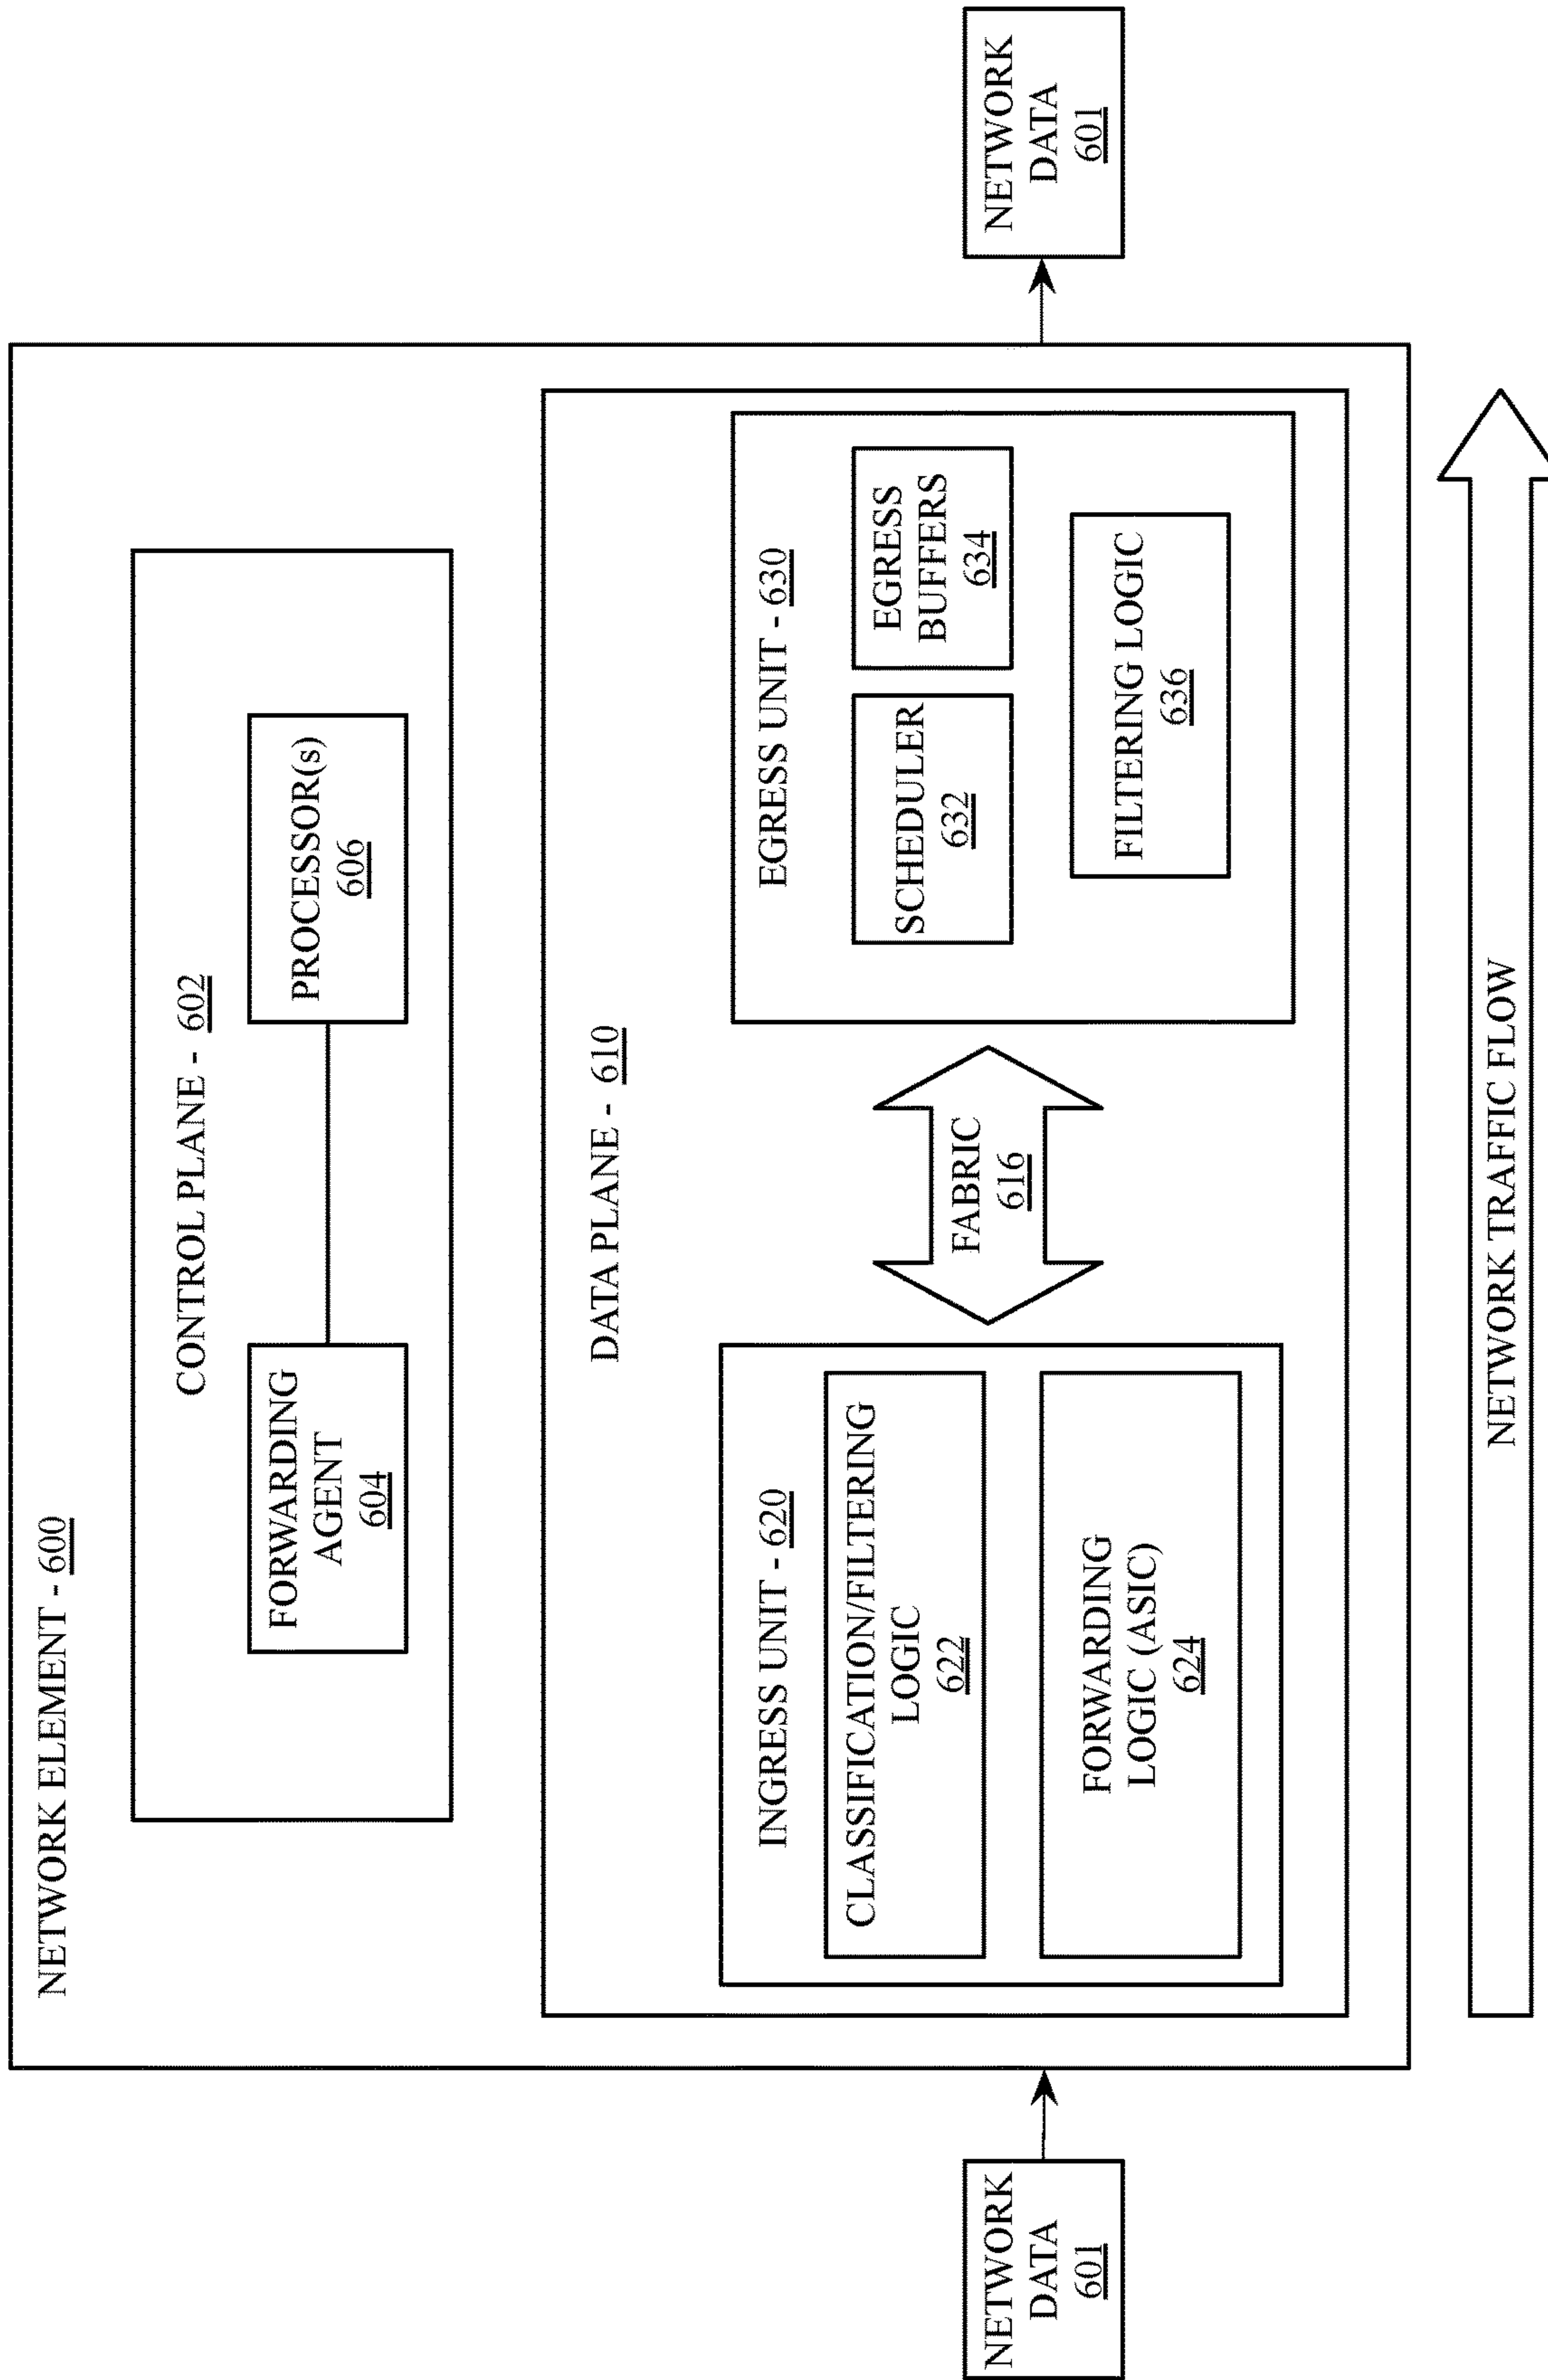 NETWORK ELEMENT - 600
CONTROL PLANE - 602
FORWARDING
AGENT
604
PROCESSOR(s)
606
DATA PLANE - 610
INGRESS UNIT - 620
CLASSIFICATION/FILTERING
LOGIC
622
FORWARDING
LOGIC (ASIC)
624
FABRIC
616
EGRESS UNIT - 630
SCHEDULER
632
EGRESS
BUFFERS
634
FILTERING LOGIC
636
NETWORK
DATA
601
NETWORK
DATA
601
NETWORK TRAFFIC FLOW